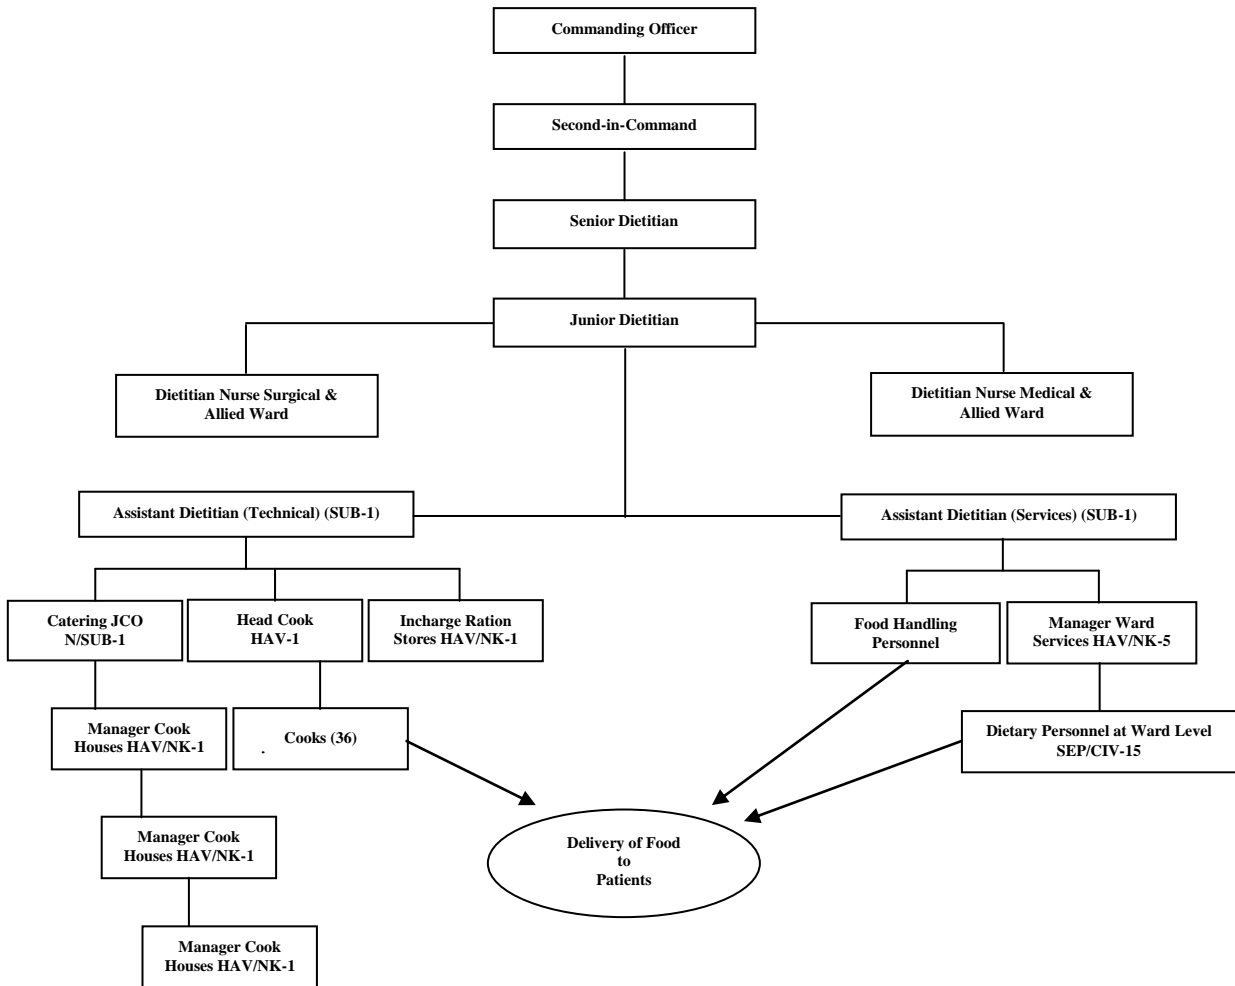 Commanding Officer
Second-in-Command
Senior Dietitian
Junior Dietitian
Dietitian Nurse Surgical &
Allied Ward
Dietitian Nurse Medical &
Allied Ward
Assistant Dietitian (Technical) (SUB-1)
Assistant Dietitian (Services) (SUB-1)
Catering JCO
N/SUB-1
Head Cook
HAV-1
Incharge Ration
Stores HAV/NK-1
Food Handling
Personnel
Manager Ward
Services HAV/NK-5
Manager Cook
Houses HAV/NK-1
Cooks (36)
.
Dietary Personnel at Ward Level
SEP/CIV-15
Manager Cook
Houses HAV/NK-1
Delivery of Food
to
Patients
Manager Cook
Houses HAV/NK-1